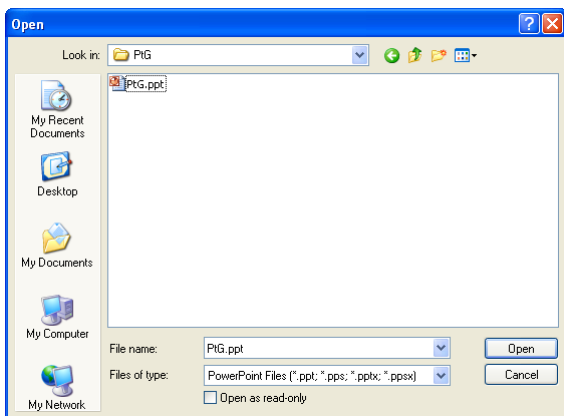 Open
Look in:
PtG
PtG.ppt
My Recent
Documents
Desktop
My Documents
My Computer
My Network
File name:
PtG.ppt
Open
Files of type:
PowerPoint Files (*.ppt; *.pps; *.pptx; *.ppsx)
Cancel
Open as read-only